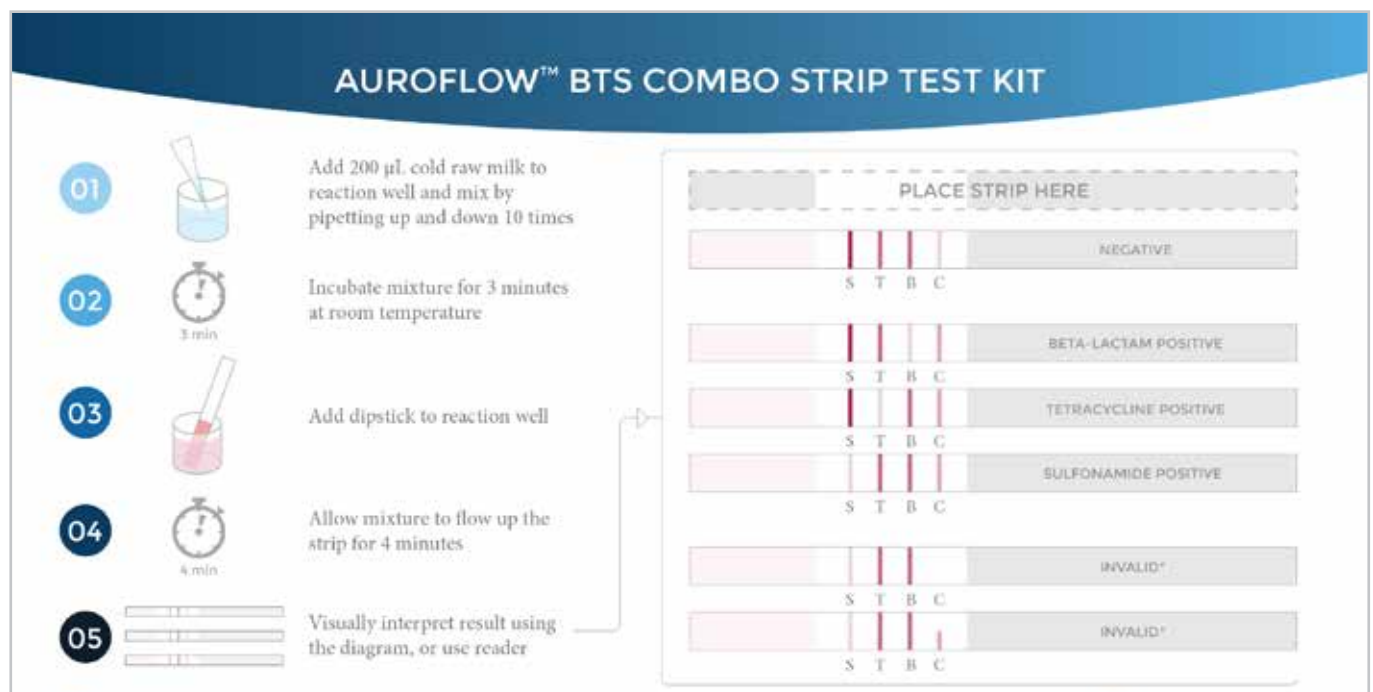 AUROFLOW™ BTS COMBO STRIP TEST KIT
01
Add 200 µL cold raw milk to
reaction well and mix by
pipetting up and down 10 times
02
3 min
Incubate mixture for 3 minutes
at room temperature
03
Add dipstick to reaction well
04
4 min
Allow mixture to flow up the
strip for 4 minutes
05
Visually interpret result using
the diagram, or use reader
PLACE STRIP HERE
NEGATIVE
S T B C
BETA-LACTAM POSITIVE
S T B C
TETRACYCLINE POSITIVE
S T B C
SULFONAMIDE POSITIVE
S T B C
INVALID*
S T B C
INVALID*
S T B C